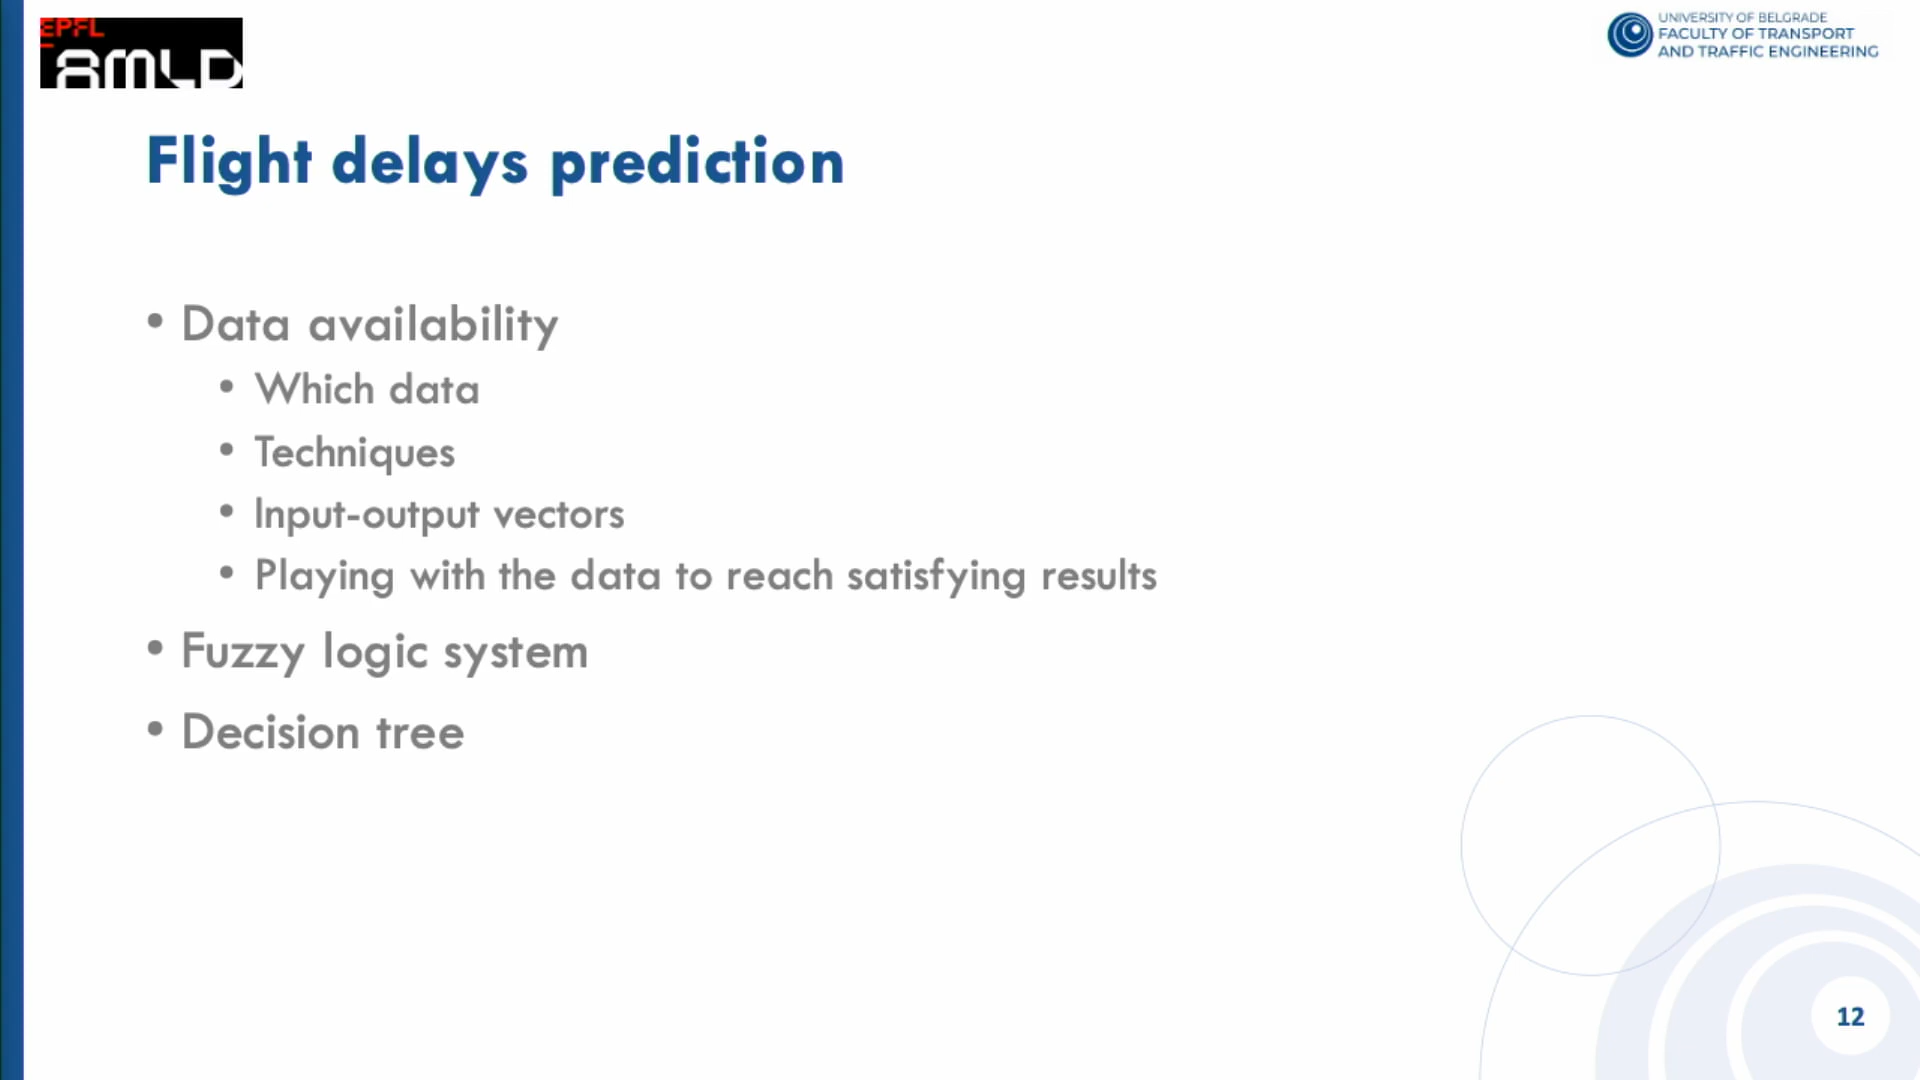 EPFL
AMLD
UNIVERSITY OF BELGRADE
FACULTY OF TRANSPORT
AND TRAFFIC ENGINEERING
Flight delays prediction
• Data availability
• Which data
• Techniques
• Input-output vectors
• Playing with the data to reach satisfying results
• Fuzzy logic system
• Decision tree
12